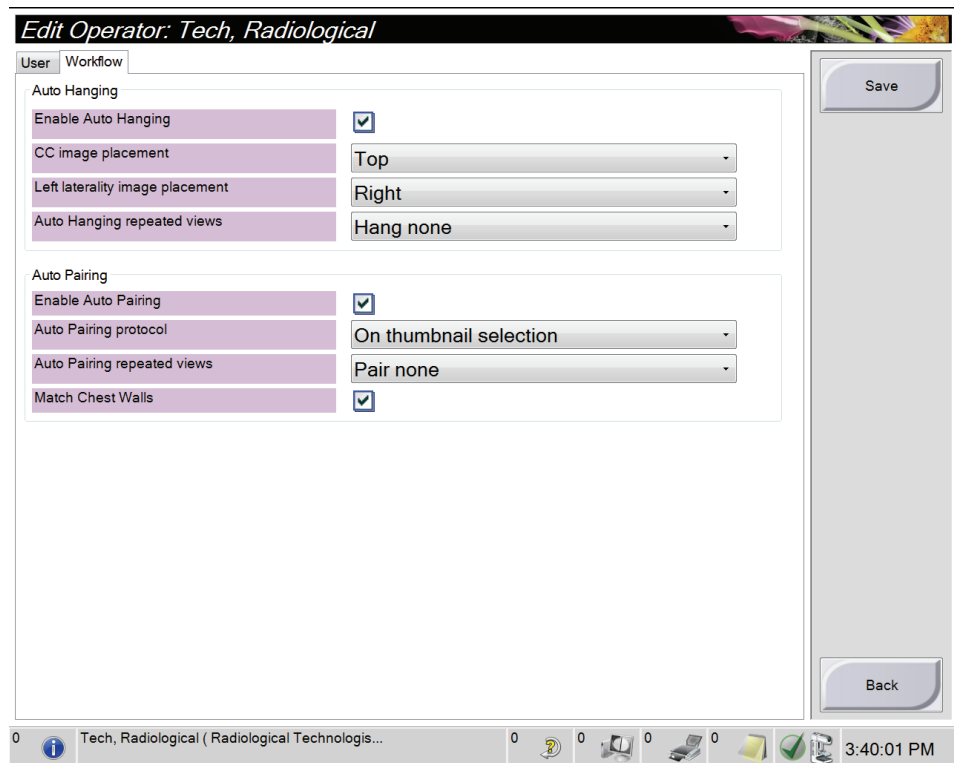 Edit Operator: Tech, Radiological
User Workflow
Save
Auto Hanging
Enable Auto Hanging
CC image placement Top
Left laterality image placement Right
Auto Hanging repeated views Hang none
Auto Pairing
Enable Auto Pairing
Auto Pairing protocol On thumbnail selection
Auto Pairing repeated views Pair none
Match Chest Walls
Back
0 Tech, Radiological ( Radiological Technologis... 0 0 0 0 3:40:01 PM